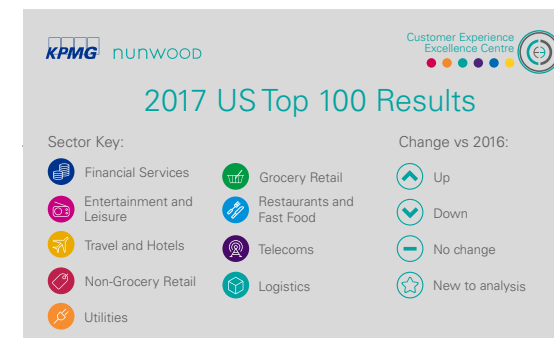 KPMG nunwood
Customer Experience
Excellence Centre
2017 US Top 100 Results
Sector Key:
Financial Services
Entertainment and
Leisure
Travel and Hotels
Non-Grocery Retail
Utilities
Grocery Retail
Restaurants and
Fast Food
Telecoms
Logistics
Change vs 2016:
Up
Down
No change
New to analysis